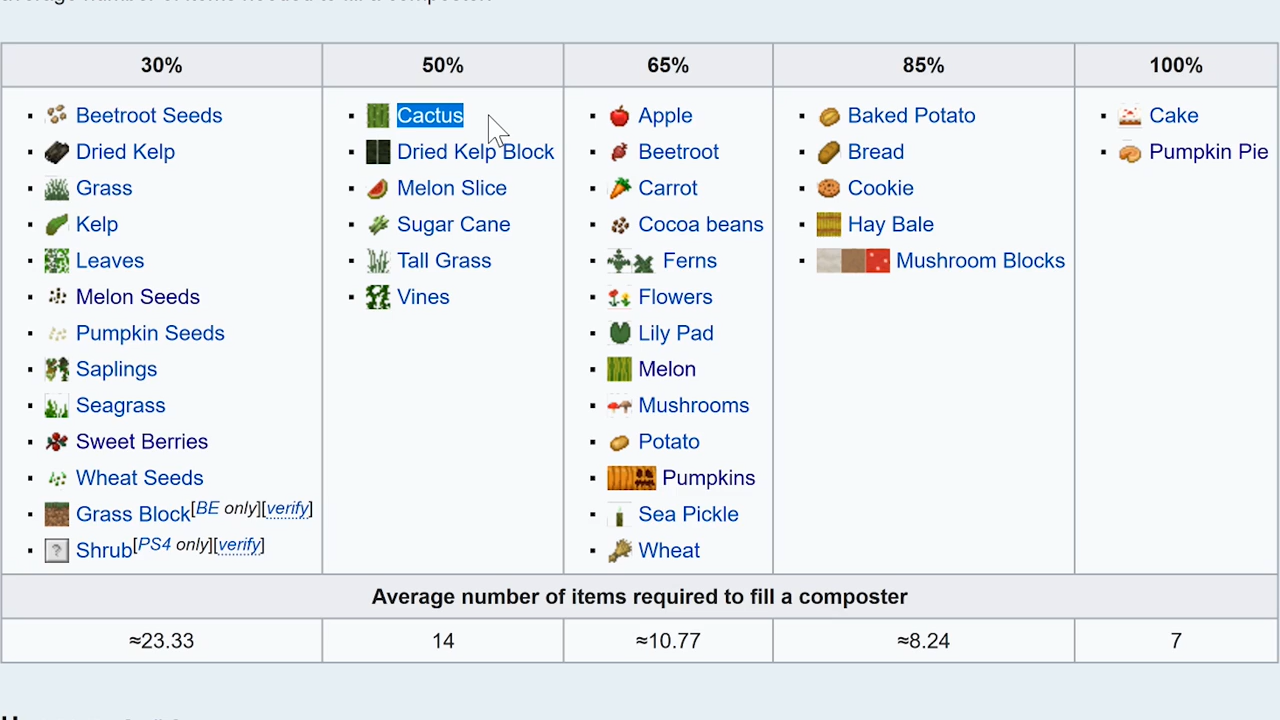 30%
50%
65%
85%
100%
Beetroot Seeds
Dried Kelp
Grass
Kelp
Leaves
Melon Seeds
Pumpkin Seeds
Saplings
Seagrass
Sweet Berries
Wheat Seeds
Grass Block[BE only][verify]
Shrub[PS4 only][verify]
Cactus
Dried Kelp Block
Melon Slice
Sugar Cane
Tall Grass
Vines
Apple
Beetroot
Carrot
Cocoa beans
Ferns
Flowers
Lily Pad
Melon
Mushrooms
Potato
Pumpkins
Sea Pickle
Wheat
Baked Potato
Bread
Cookie
Hay Bale
Mushroom Blocks
Cake
Pumpkin Pie
Average number of items required to fill a composter
≈23.33
14
≈10.77
≈8.24
7